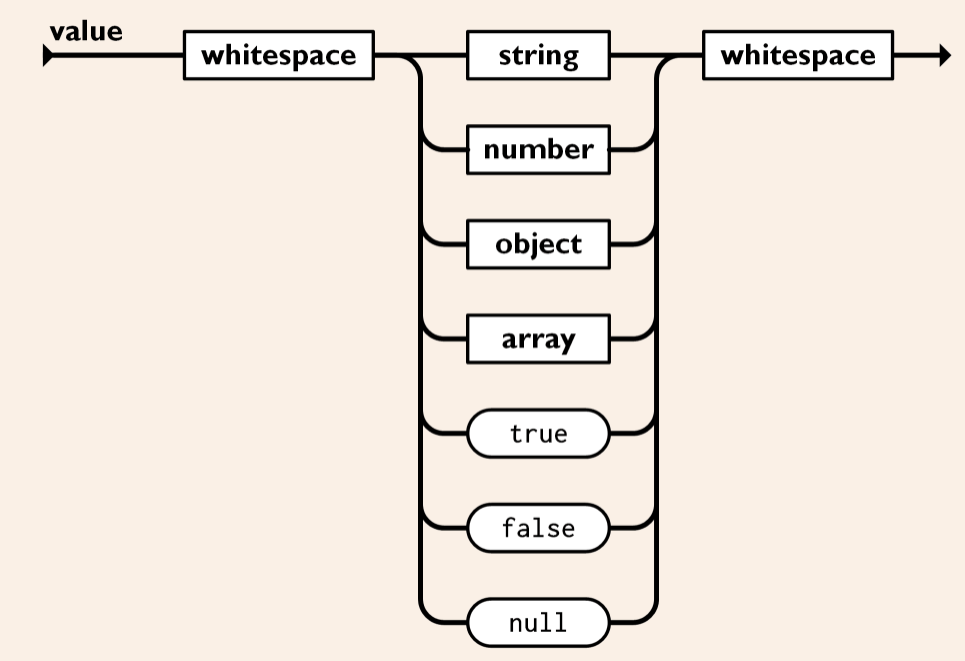 value
whitespace string whitespace
number
object
array
true
false
null